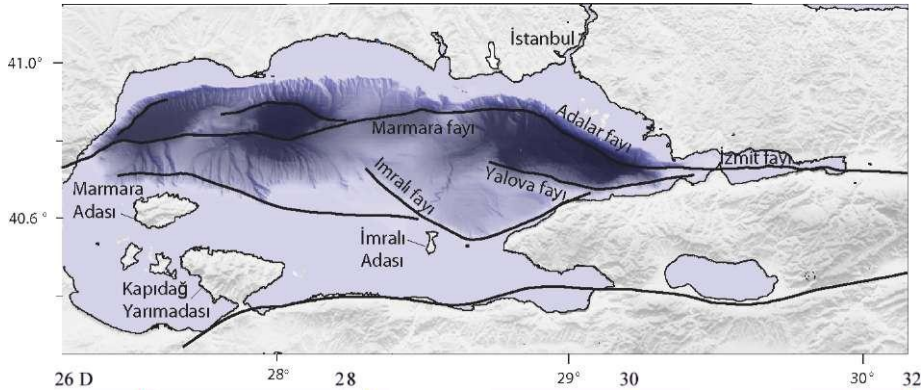 İstanbul
41.0°
Adalar fayı
Marmara fayı
İzmit fayı
Marmara
Adası
İmralı fayı
Yalova fayı
40.6°
İmralı
Adası
Kapıdağ
Yarımadası
26 D
28°
28
29°
30
30°
32